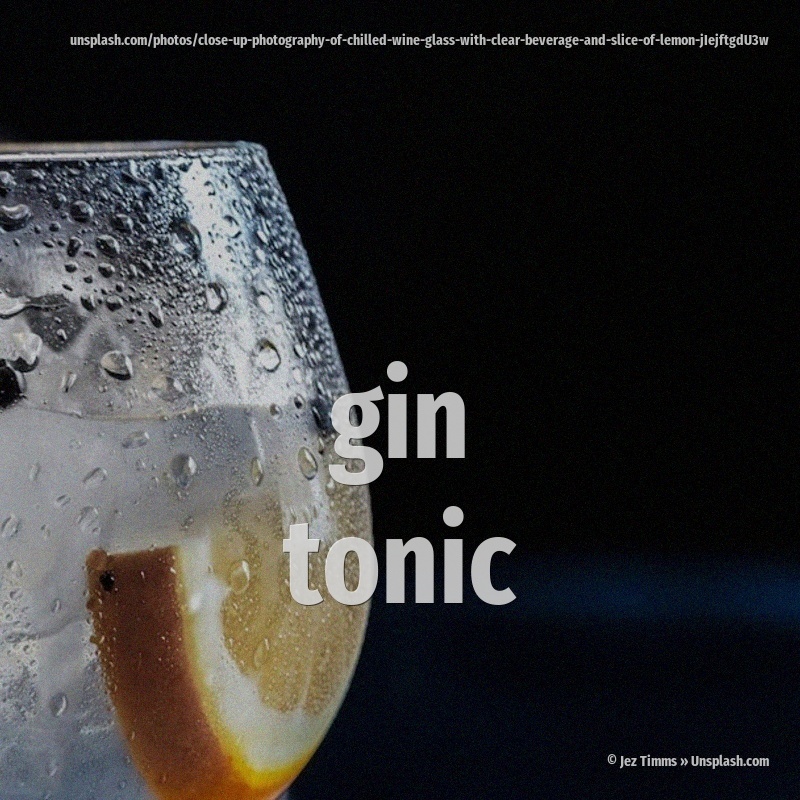 unsplash.com/photos/close-up-photography-of-chilled-wine-glass-with-clear-beverage-and-slice-of-lemon-jIejftgdU3w
gin
tonic
© Jez Timms » Unsplash.com